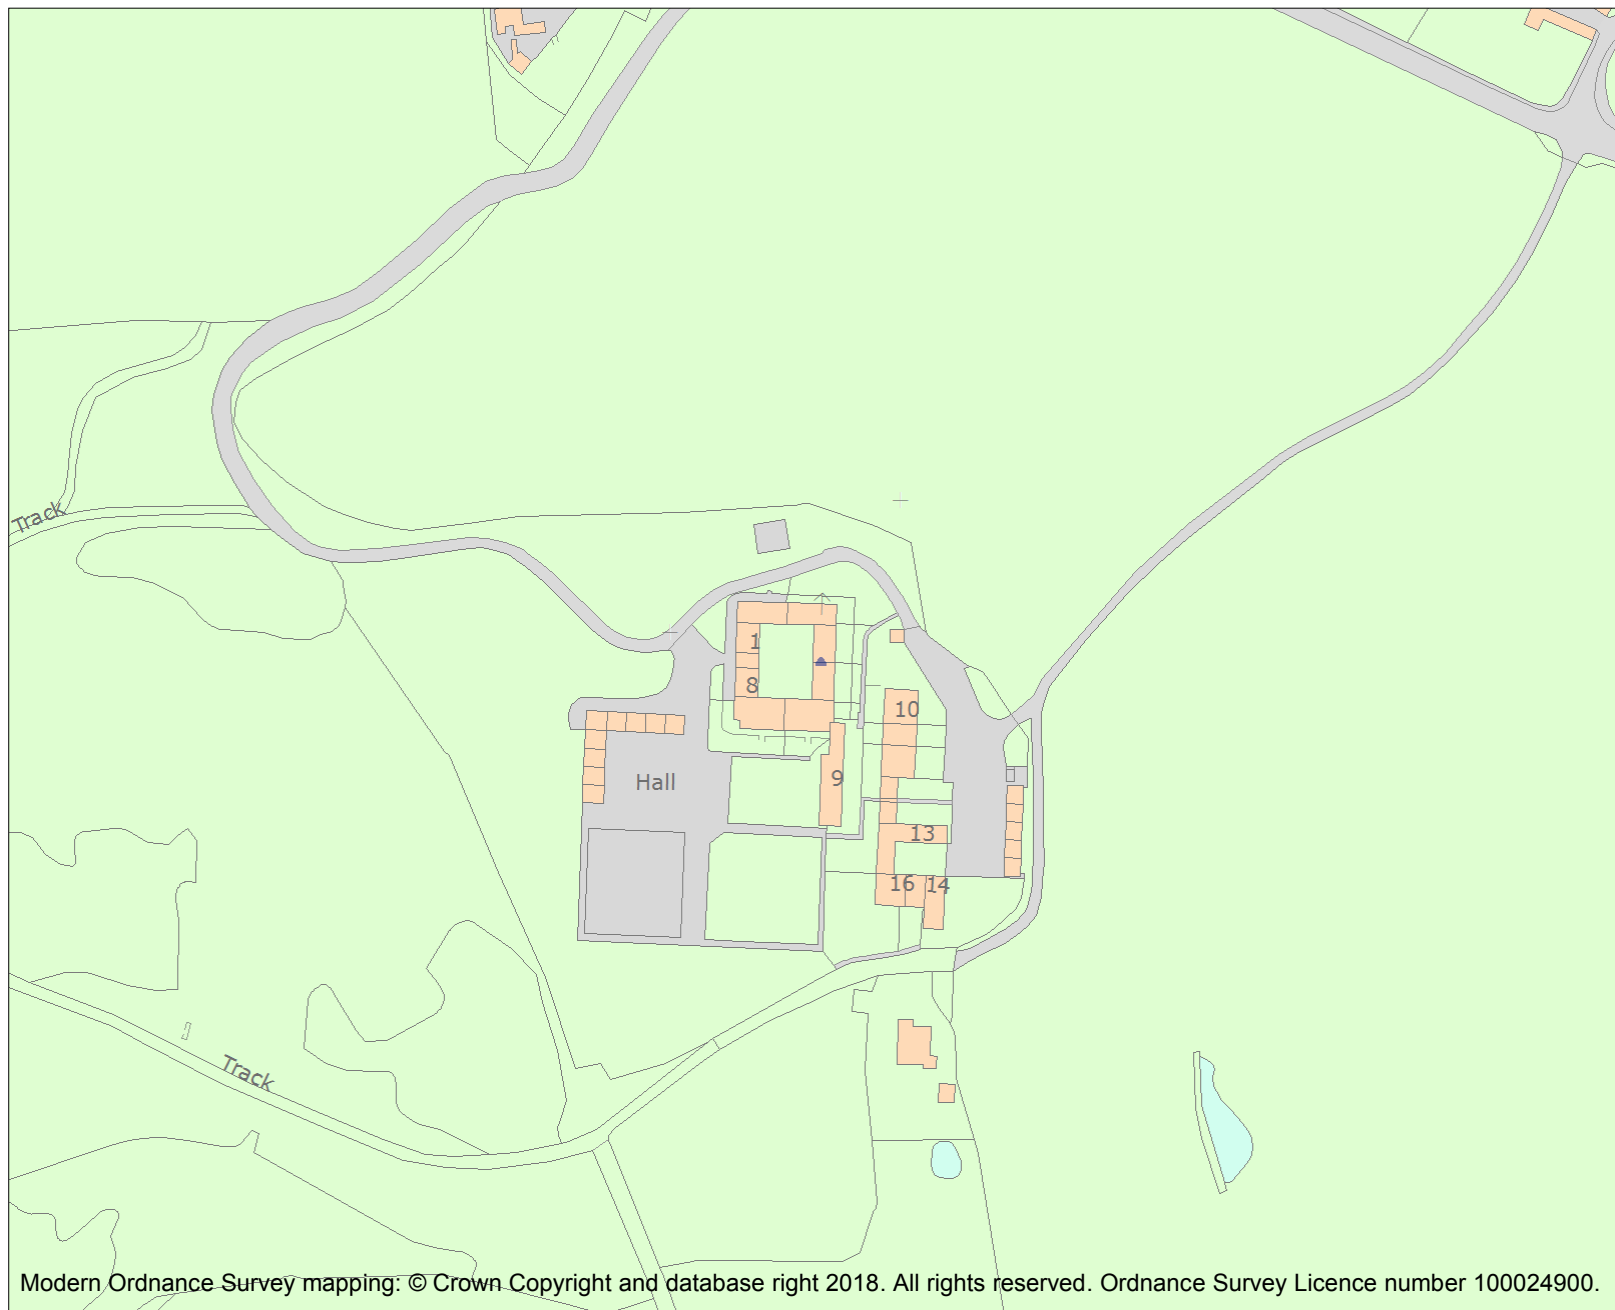 Track
1
8
10
Hall
9
13
16
14
Track
Modern Ordnance Survey mapping: © Crown Copyright and database right 2018. All rights reserved. Ordnance Survey Licence number 100024900.